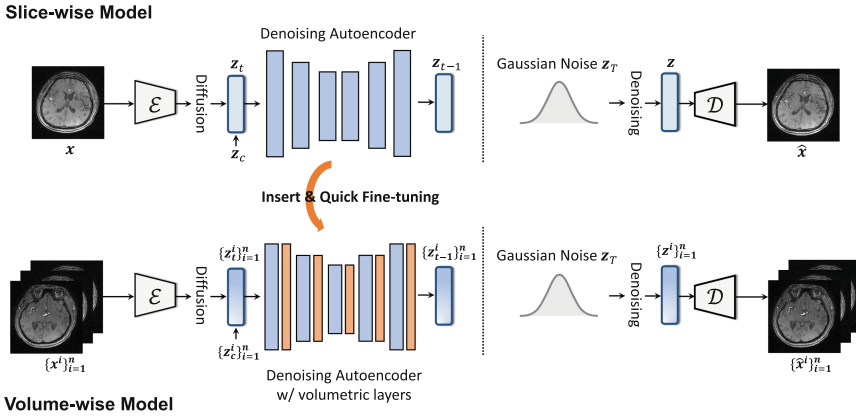 Slice-wise Model
Denoising Autoencoder
x
ℰ
Diffusion
z_t
z_c
z_{t−1}
Gaussian Noise z_T
Denoising
z
𝒟
x̂
Insert & Quick Fine-tuning
{x^i}_{i=1}^n
ℰ
Diffusion
{z_t^i}_{i=1}^n
{z_c^i}_{i=1}^n
{z_{t−1}^i}_{i=1}^n
Denoising Autoencoder
w/ volumetric layers
Gaussian Noise z_T
Denoising
{z^i}_{i=1}^n
𝒟
{x̂^i}_{i=1}^n
Volume-wise Model